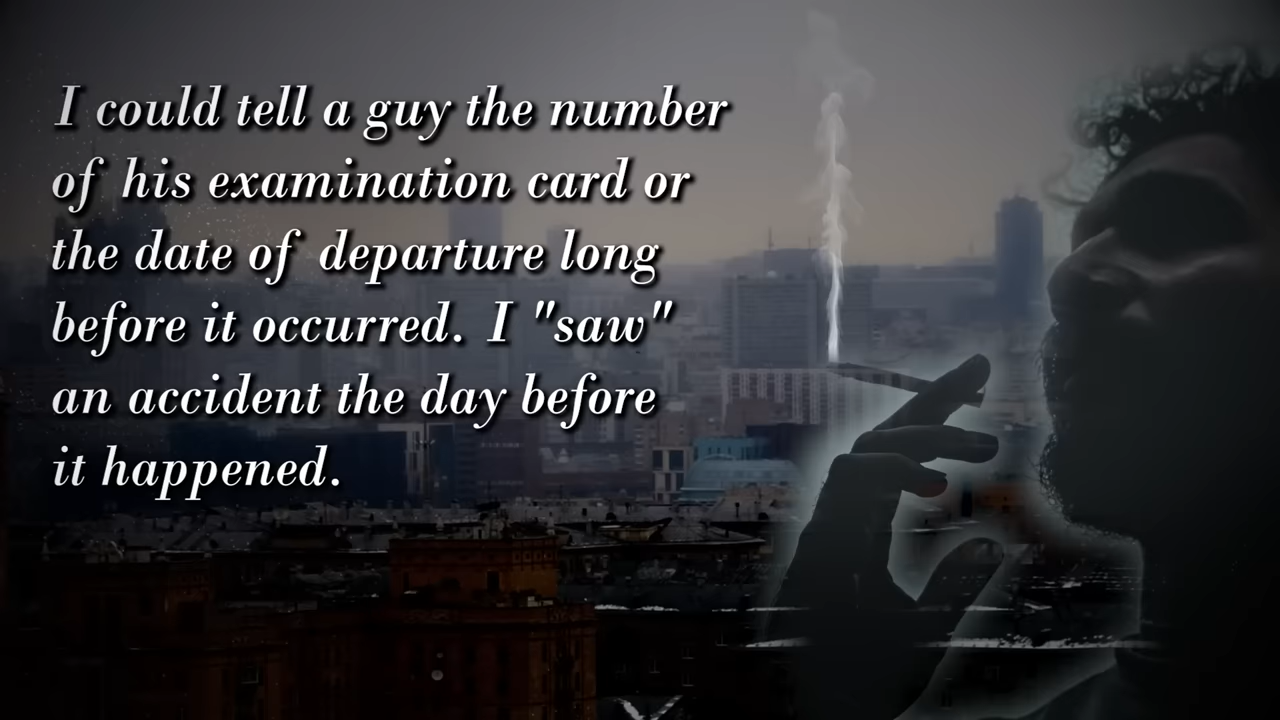 I could tell a guy the number
of his examination card or
the date of departure long
before it occurred. I "saw"
an accident the day before
it happened.